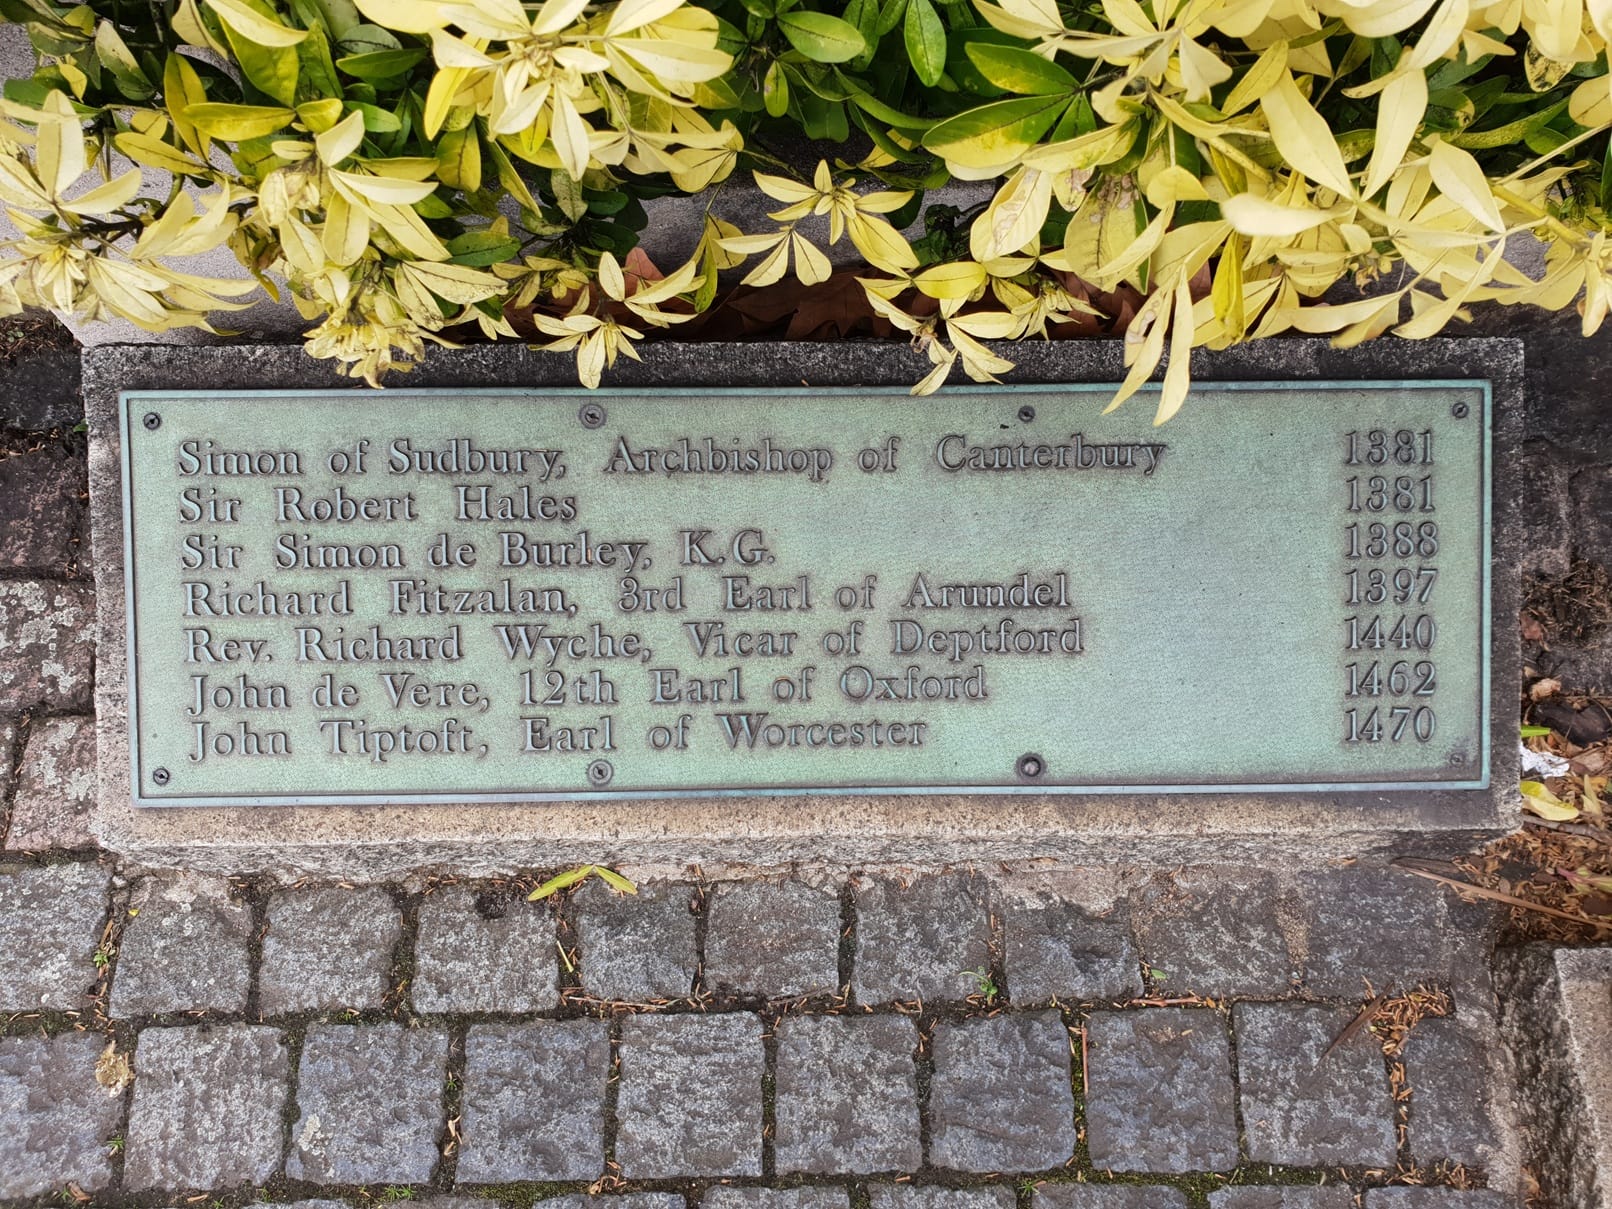 Simon of Sudbury, Archbishop of Canterbury 1381
Sir Robert Hales 1381
Sir Simon de Burley, K.G. 1388
Richard Fitzalan, 3rd Earl of Arundel 1397
Rev. Richard Wyche, Vicar of Deptford 1440
John de Vere, 12th Earl of Oxford 1462
John Tiptoft, Earl of Worcester 1470